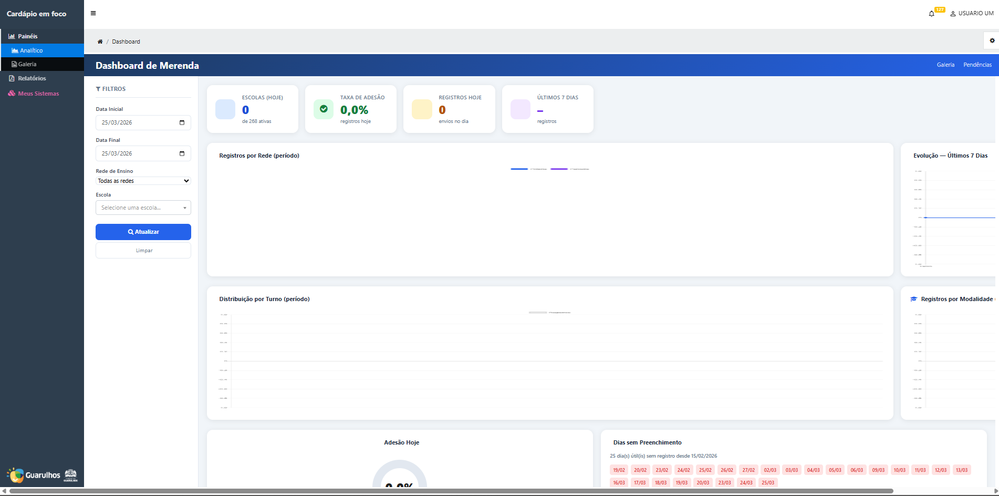 Cardápio em foco
127
USUARIO UM
Painéis
Analítico
Galeria
Relatórios
Meus Sistemas
/ Dashboard
Dashboard de Merenda
Galeria
Pendências
FILTROS
Data Inicial
25/03/2026
Data Final
25/03/2026
Rede de Ensino
Todas as redes
Escola
Selecione uma escola...
Atualizar
Limpar
ESCOLAS (HOJE)
0
de 268 ativas
TAXA DE ADESÃO
0,0%
registros hoje
REGISTROS HOJE
0
envios no dia
ÚLTIMOS 7 DIAS
–
registros
Registros por Rede (período)
Evolução — Últimos 7 Dias
Distribuição por Turno (período)
Registros por Modalidade
Adesão Hoje
0,0%
Dias sem Preenchimento
25 dia(s) útil(is) sem registro desde 15/02/2026
19/02 20/02 23/02 24/02 25/02 26/02 27/02 02/03 03/03 04/03 05/03 06/03 09/03 10/03 11/03 12/03 13/03
16/03 17/03 18/03 19/03 20/03 23/03 24/03 25/03
Guarulhos
GUARULHOS